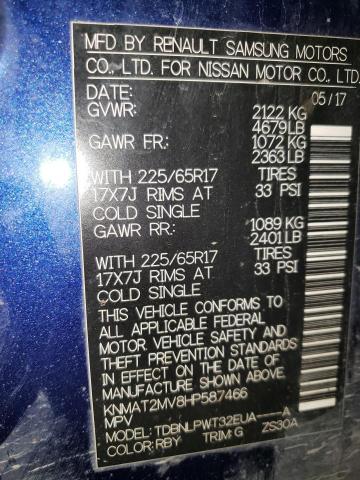 MFD BY RENAULT SAMSUNG MOTORS
CO., LTD. FOR NISSAN MOTOR CO., LTD.
DATE: 05/17
GVWR: 2122 KG
4679 LB
GAWR FR: 1072 KG
2363 LB
WITH 225/65R17 TIRES
17X7J RIMS AT 33 PSI
COLD SINGLE
GAWR RR: 1089 KG
2401 LB
WITH 225/65R17 TIRES
17X7J RIMS AT 33 PSI
COLD SINGLE
THIS VEHICLE CONFORMS TO
ALL APPLICABLE FEDERAL
MOTOR VEHICLE SAFETY AND
THEFT PREVENTION STANDARDS
IN EFFECT ON THE DATE OF
MANUFACTURE SHOWN ABOVE.
KNMAT2MV8HP587466
MPV
MODEL: TDBNLPWT32EUA----A
COLOR: RBY TRIM: G ZS30A